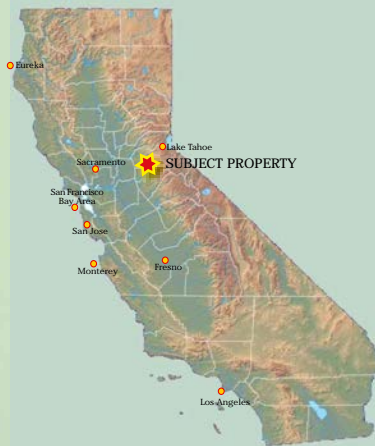 Eureka
Lake Tahoe
Sacramento
SUBJECT PROPERTY
San Francisco
Bay Area
San Jose
Monterey
Fresno
Los Angeles